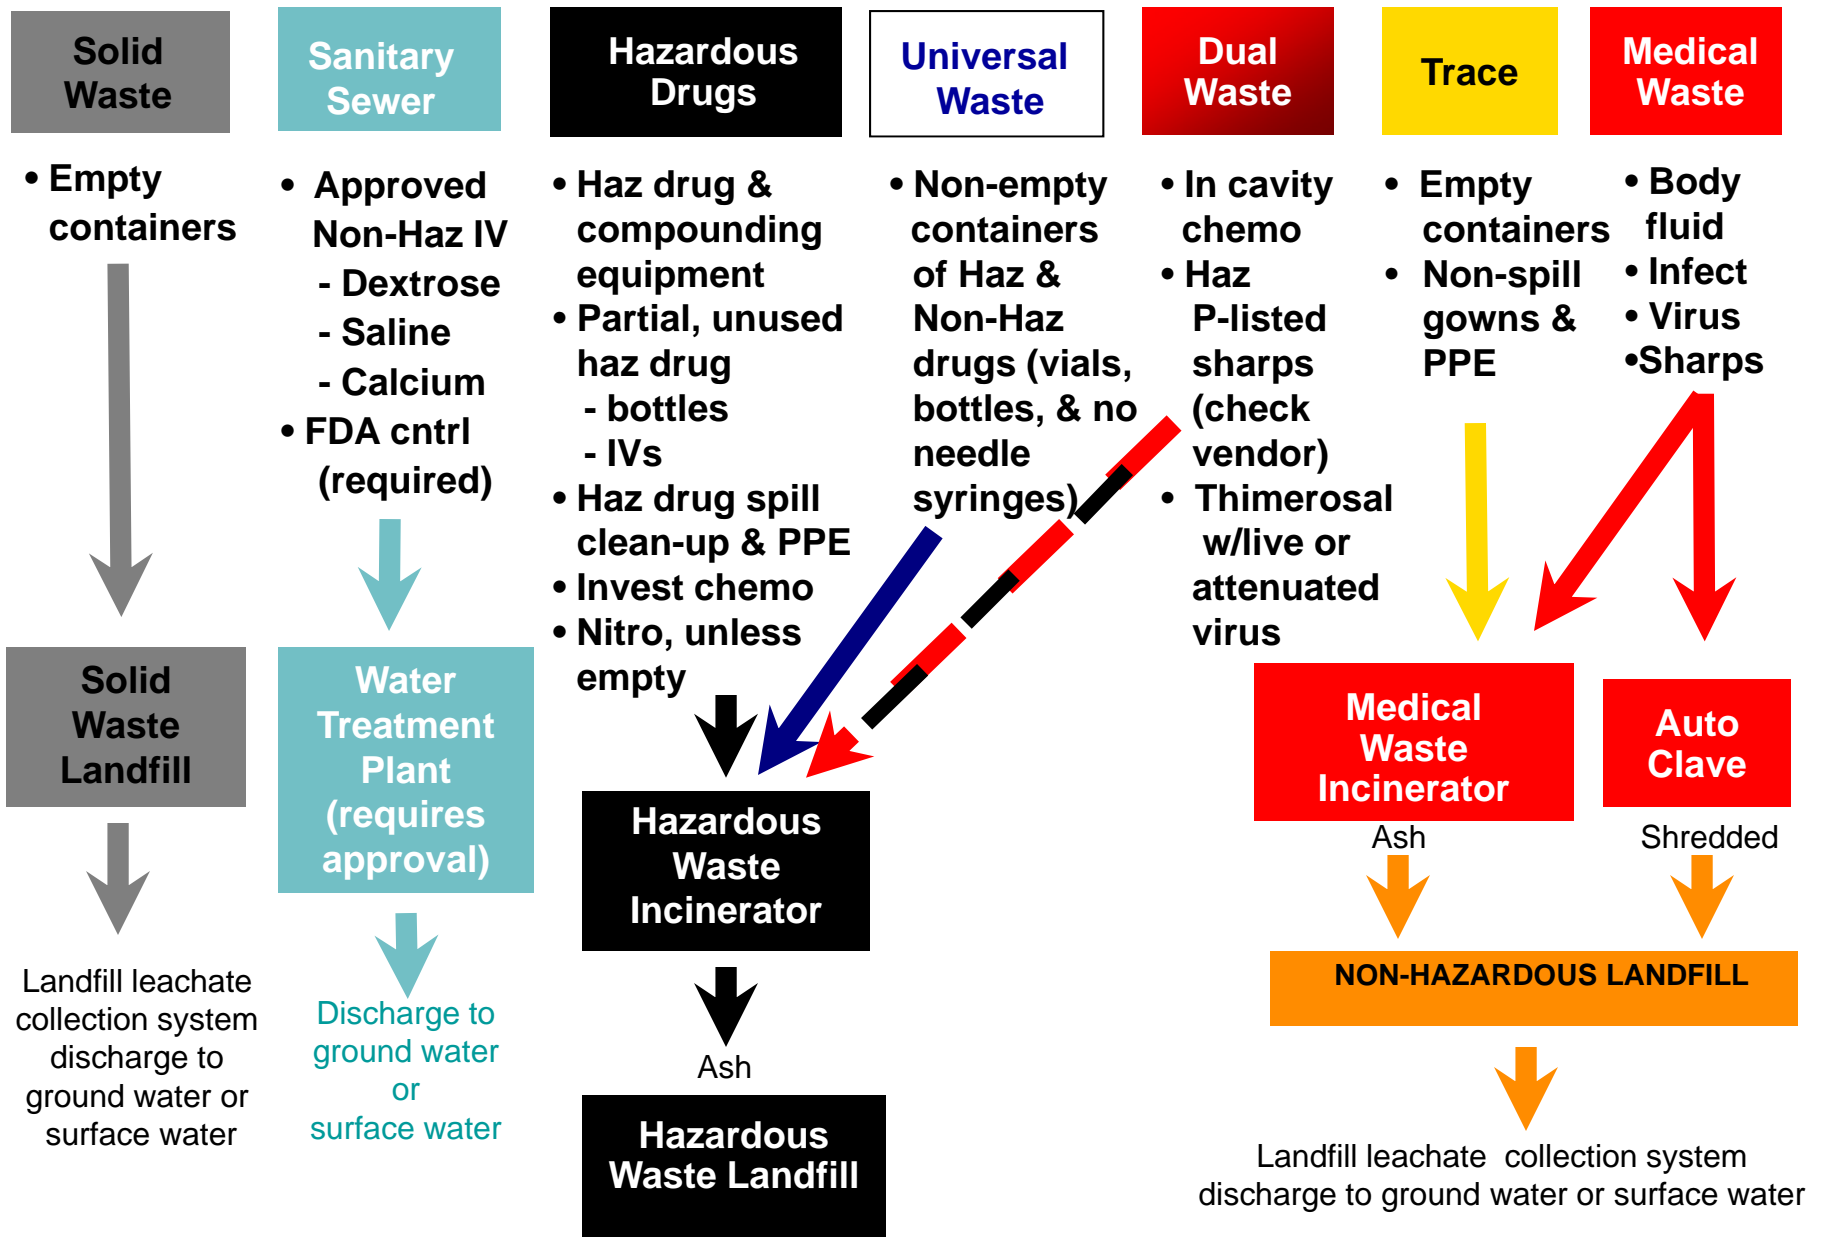 Solid
Waste
Sanitary
Sewer
Hazardous
Drugs
Universal
Waste
Dual
Waste
Trace
Medical
Waste
• Empty
containers
• Approved
Non-Haz IV
- Dextrose
- Saline
- Calcium
• FDA cntrl
(required)
• Haz drug &
compounding
equipment
• Partial, unused
haz drug
- bottles
- IVs
• Haz drug spill
clean-up & PPE
• Invest chemo
• Nitro, unless
empty
• Non-empty
containers
of Haz &
Non-Haz
drugs (vials,
bottles, & no
needle
syringes)
• In cavity
chemo
• Haz
P-listed
sharps
(check
vendor)
• Thimerosal
w/live or
attenuated
virus
• Empty
containers
• Non-spill
gowns &
PPE
• Body
fluid
• Infect
• Virus
•Sharps
Solid
Waste
Landfill
Water
Treatment
Plant
(requires
approval)
Hazardous
Waste
Incinerator
Medical
Waste
Incinerator
Auto
Clave
Ash
Shredded
NON-HAZARDOUS LANDFILL
Landfill leachate
collection system
discharge to
ground water or
surface water
Discharge to
ground water
or
surface water
Ash
Hazardous
Waste Landfill
Landfill leachate collection system
discharge to ground water or surface water